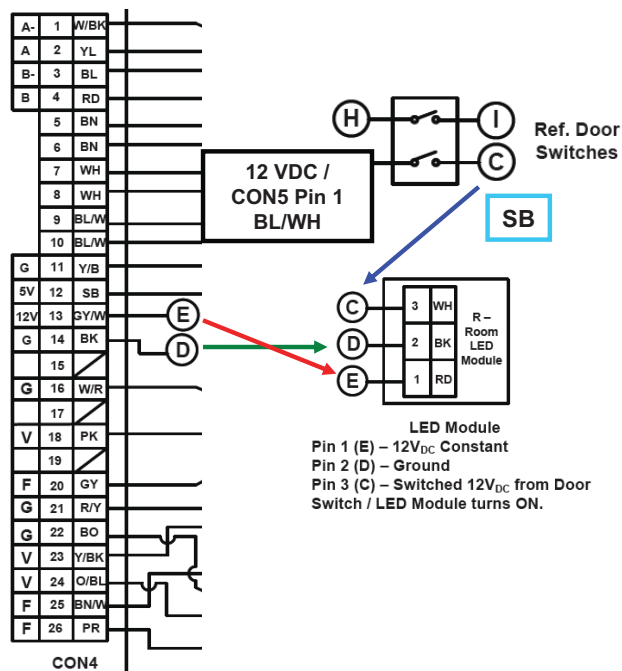 A- 1 W/BK
A 2 YL
B- 3 BL
B 4 RD
5 BN
6 BN
7 WH
8 WH
9 BL/W
10 BL/W
G 11 Y/B
5V 12 SB
12V 13 GY/W
G 14 BK
15
G 16 W/R
17
V 18 PK
19
F 20 GY
G 21 R/Y
G 22 BO
V 23 Y/BK
V 24 O/BL
F 25 BN/W
F 26 PR
CON4
E
D
12 VDC /
CON5 Pin 1
BL/WH
H
I
C
Ref. Door
Switches
SB
C 3 WH
D 2 BK
E 1 RD
R –
Room
LED
Module
LED Module
Pin 1 (E) – 12VDC Constant
Pin 2 (D) – Ground
Pin 3 (C) – Switched 12VDC from Door
Switch / LED Module turns ON.